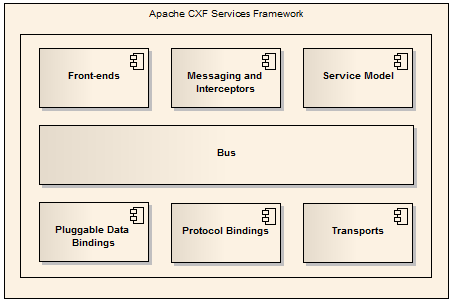 Apache CXF Services Framework
Front-ends
Messaging and
Interceptors
Service Model
Bus
Pluggable Data
Bindings
Protocol Bindings
Transports